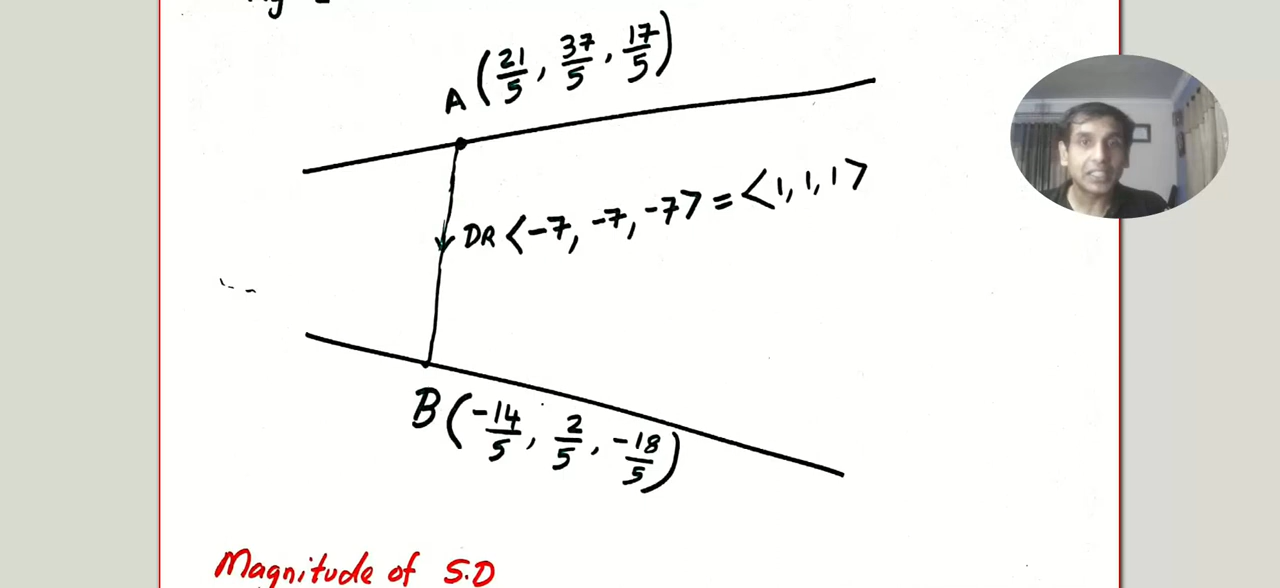 A (21/5, 37/5, 17/5)
DR <-7, -7, -7> = <1, 1, 1>
B (-14/5, 2/5, -18/5)
Magnitude of S.D